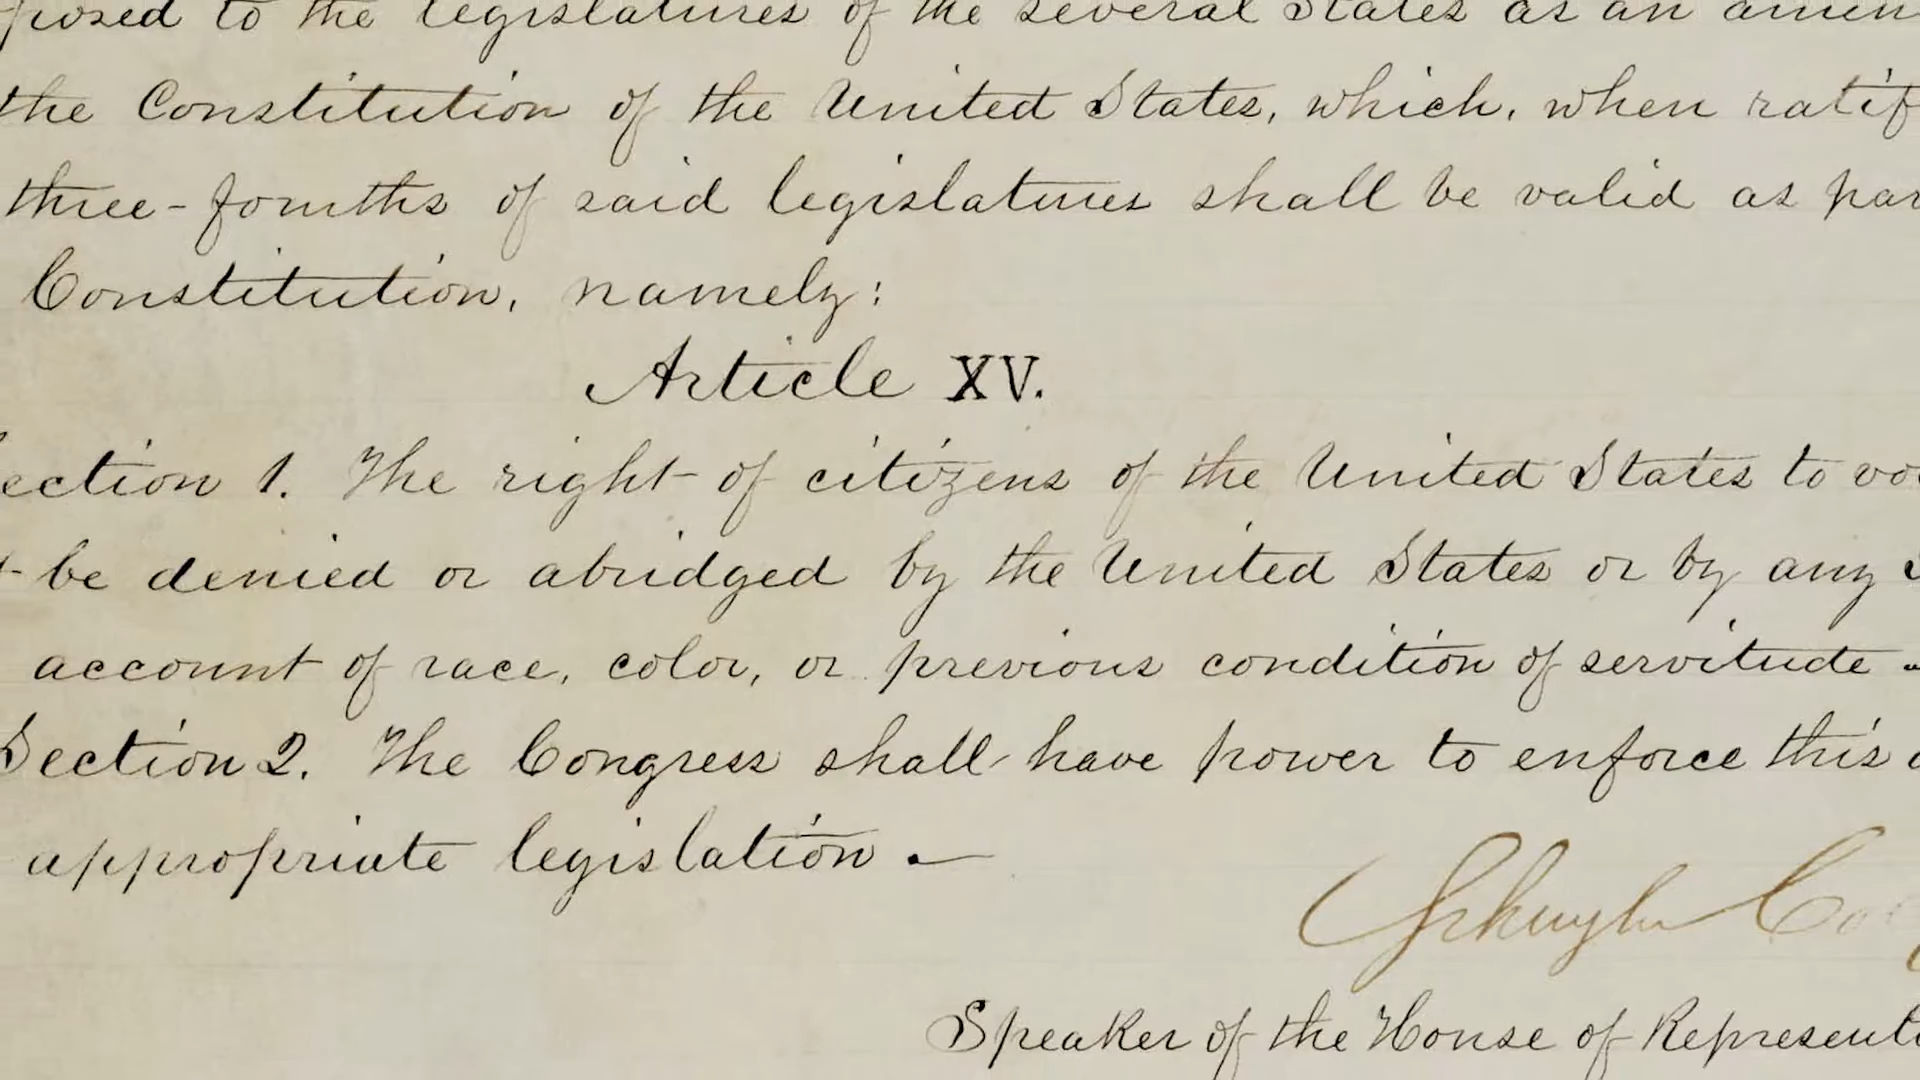 posed to the legislatures of the several States as an amen
the Constitution of the United States, which, when ratif
three-fourths of said legislatures shall be valid as par
Constitution, namely:
Article XV.
ection 1. The right of citizens of the United States to vo
t be denied or abridged by the United States or by any S
account of race, color, or previous condition of servitude -
Section 2. The Congress shall have power to enforce this a
appropriate legislation. —
Schuyler Col
Speaker of the House of Represent